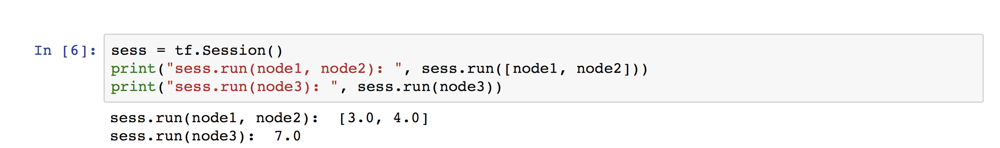 In [6]: sess = tf.Session()
print("sess.run(node1, node2): ", sess.run([node1, node2]))
print("sess.run(node3): ", sess.run(node3))
sess.run(node1, node2):  [3.0, 4.0]
sess.run(node3):  7.0